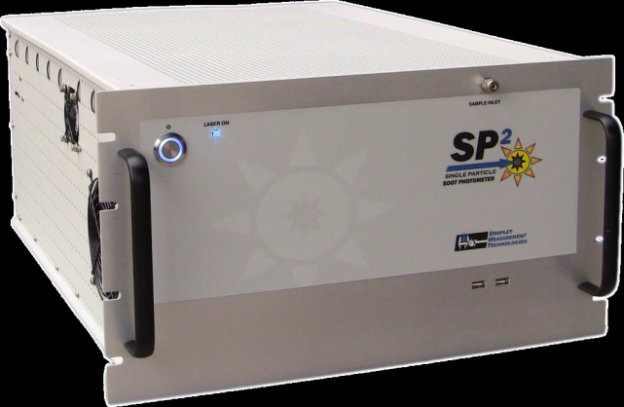 LASER ON
SAMPLE INLET
SP2
SINGLE PARTICLE
SOOT PHOTOMETER
DROPLET
MEASUREMENT
TECHNOLOGIES